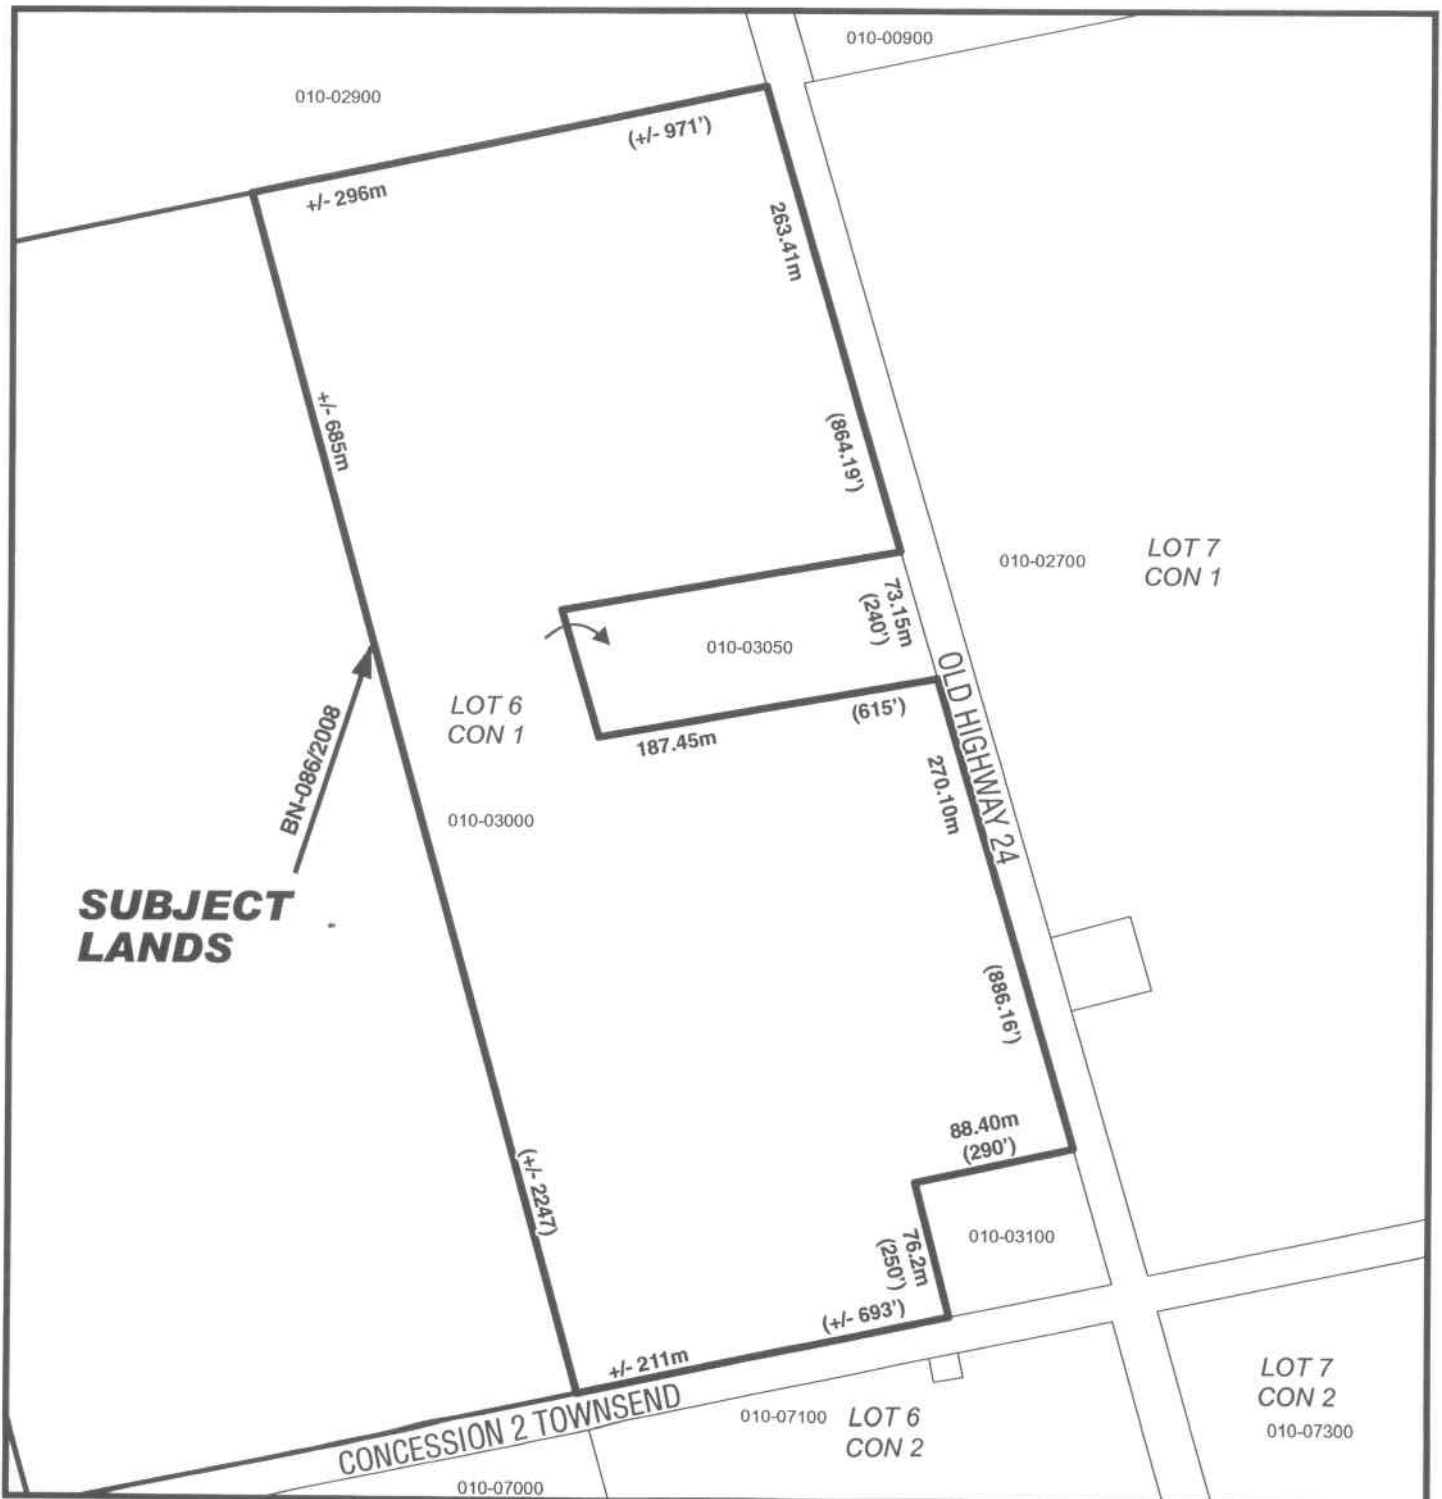 010-00900
010-02900
(+/- 971')
+/- 296m
263.41m
+/- 685m
(864.19')
010-02700
LOT 7
CON 1
73.15m
(240')
010-03050
OLD HIGHWAY 24
LOT 6
CON 1
(615')
187.45m
BN-086/2008
270.10m
010-03000
SUBJECT
LANDS
(886.16')
88.40m
(290')
(+/- 2247)
76.2m
(250')
010-03100
(+/- 693')
+/- 211m
CONCESSION 2 TOWNSEND
010-07100
LOT 6
CON 2
LOT 7
CON 2
010-07300
010-07000